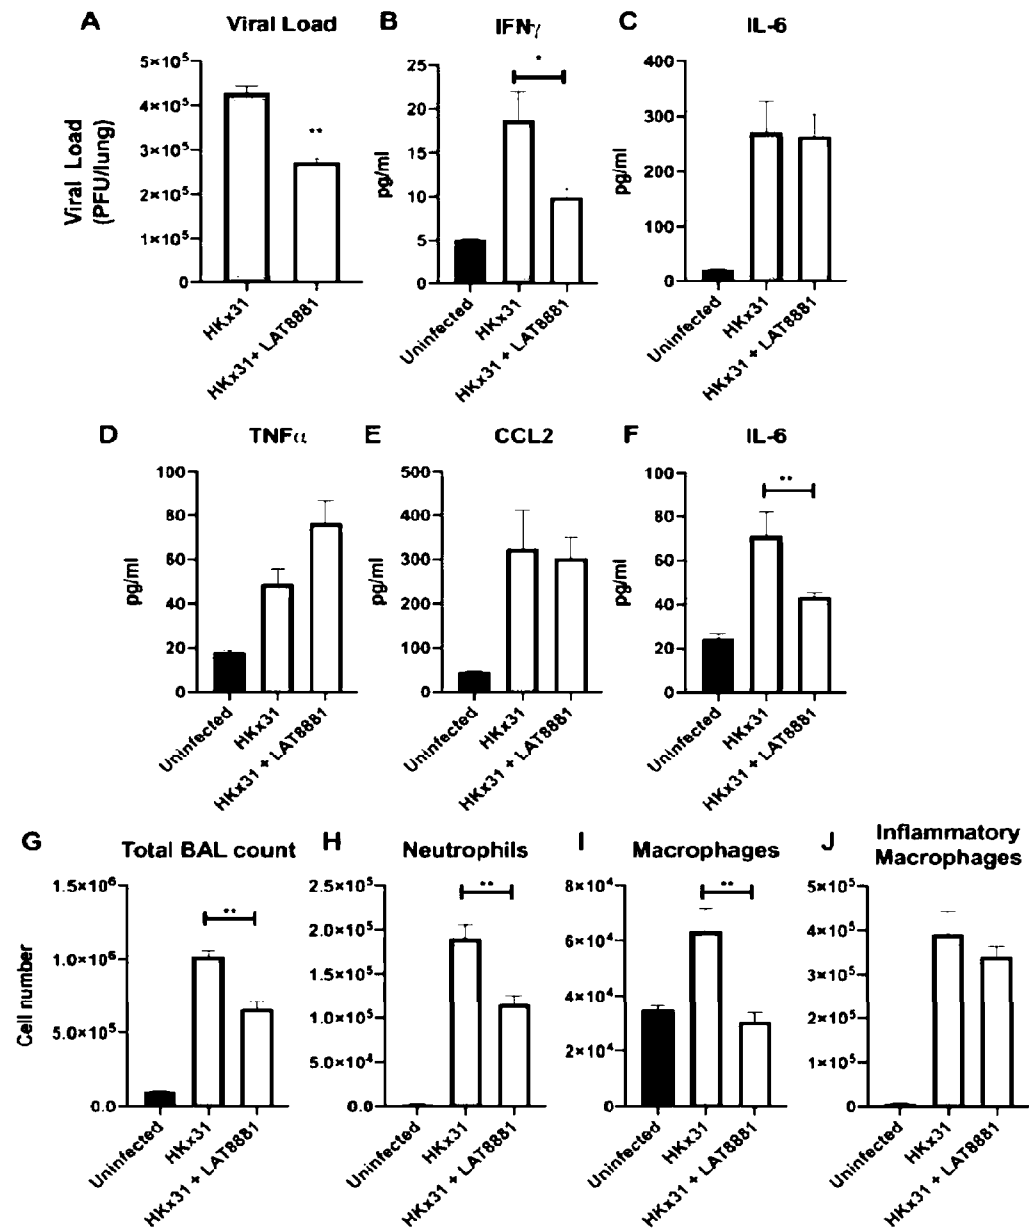 A Viral Load
Viral Load
(PFU/lung)
5×10⁵
4×10⁵
3×10⁵
2×10⁵
1×10⁵
0
**
HKx31
HKx31+ LAT8881
B IFNγ
pg/ml
25
20
15
10
5
0
*
Uninfected
HKx31
HKx31 + LAT8881
C IL-6
pg/ml
400
300
200
100
0
Uninfected
HKx31
HKx31 + LAT8881
D TNFα
pg/ml
100
80
60
40
20
0
Uninfected
HKx31
HKx31 + LAT8881
E CCL2
pg/ml
500
400
300
200
100
0
Uninfected
HKx31
HKx31 + LAT8881
F IL-6
pg/ml
100
80
60
40
20
0
**
Uninfected
HKx31
HKx31 + LAT8881
G Total BAL count
Cell number
1.5×10⁶
1.0×10⁶
5.0×10⁵
0.0
**
Uninfected
HKx31
HKx31 + LAT8881
H Neutrophils
2.5×10⁵
2.0×10⁵
1.5×10⁵
1.0×10⁵
5.0×10⁴
0.0
**
Uninfected
HKx31
HKx31 + LAT8881
I Macrophages
8×10⁴
6×10⁴
4×10⁴
2×10⁴
0
**
Uninfected
HKx31
HKx31 + LAT8881
J Inflammatory
Macrophages
5×10⁵
4×10⁵
3×10⁵
2×10⁵
1×10⁵
0
Uninfected
HKx31
HKx31 + LAT8881